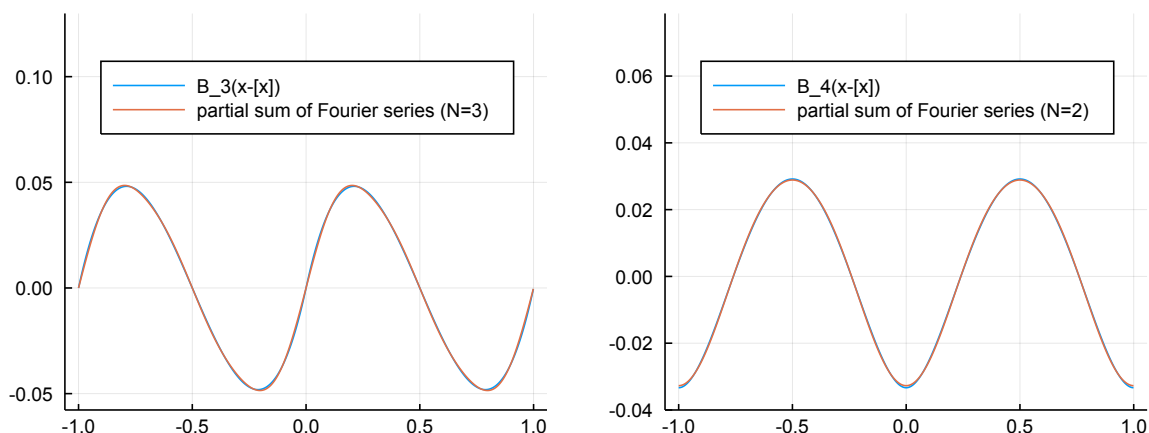 0.10
0.05
0.00
-0.05
-1.0 -0.5 0.0 0.5 1.0
B_3(x-[x])
partial sum of Fourier series (N=3)
0.06
0.04
0.02
0.00
-0.02
-0.04
-1.0 -0.5 0.0 0.5 1.0
B_4(x-[x])
partial sum of Fourier series (N=2)